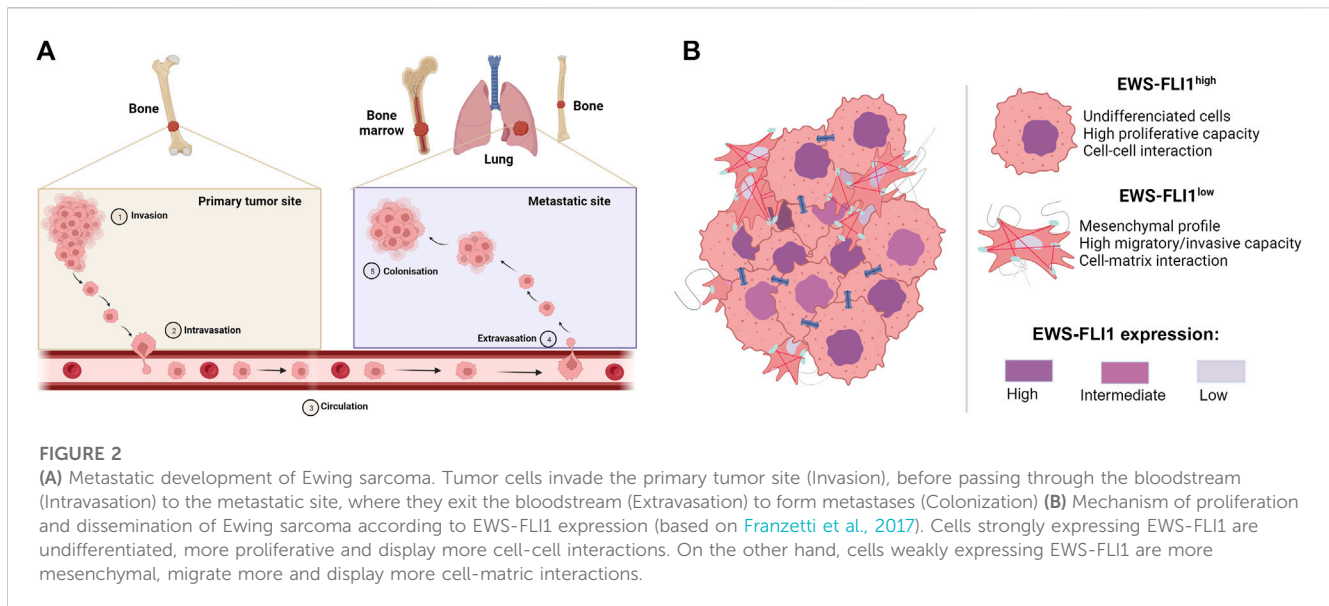 A
Bone
Bone
marrow
Lung
Bone
Primary tumor site
1 Invasion
2 Intravasation
Metastatic site
5 Colonisation
Extravasation 4
3 Circulation
B
EWS-FLI1high
Undifferenciated cells
High proliferative capacity
Cell-cell interaction
EWS-FLI1low
Mesenchymal profile
High migratory/invasive capacity
Cell-matrix interaction
EWS-FLI1 expression:
High
Intermediate
Low
FIGURE 2
(A) Metastatic development of Ewing sarcoma. Tumor cells invade the primary tumor site (Invasion), before passing through the bloodstream
(Intravasation) to the metastatic site, where they exit the bloodstream (Extravasation) to form metastases (Colonization) (B) Mechanism of proliferation
and dissemination of Ewing sarcoma according to EWS-FLI1 expression (based on Franzetti et al., 2017). Cells strongly expressing EWS-FLI1 are
undifferentiated, more proliferative and display more cell-cell interactions. On the other hand, cells weakly expressing EWS-FLI1 are more
mesenchymal, migrate more and display more cell-matric interactions.